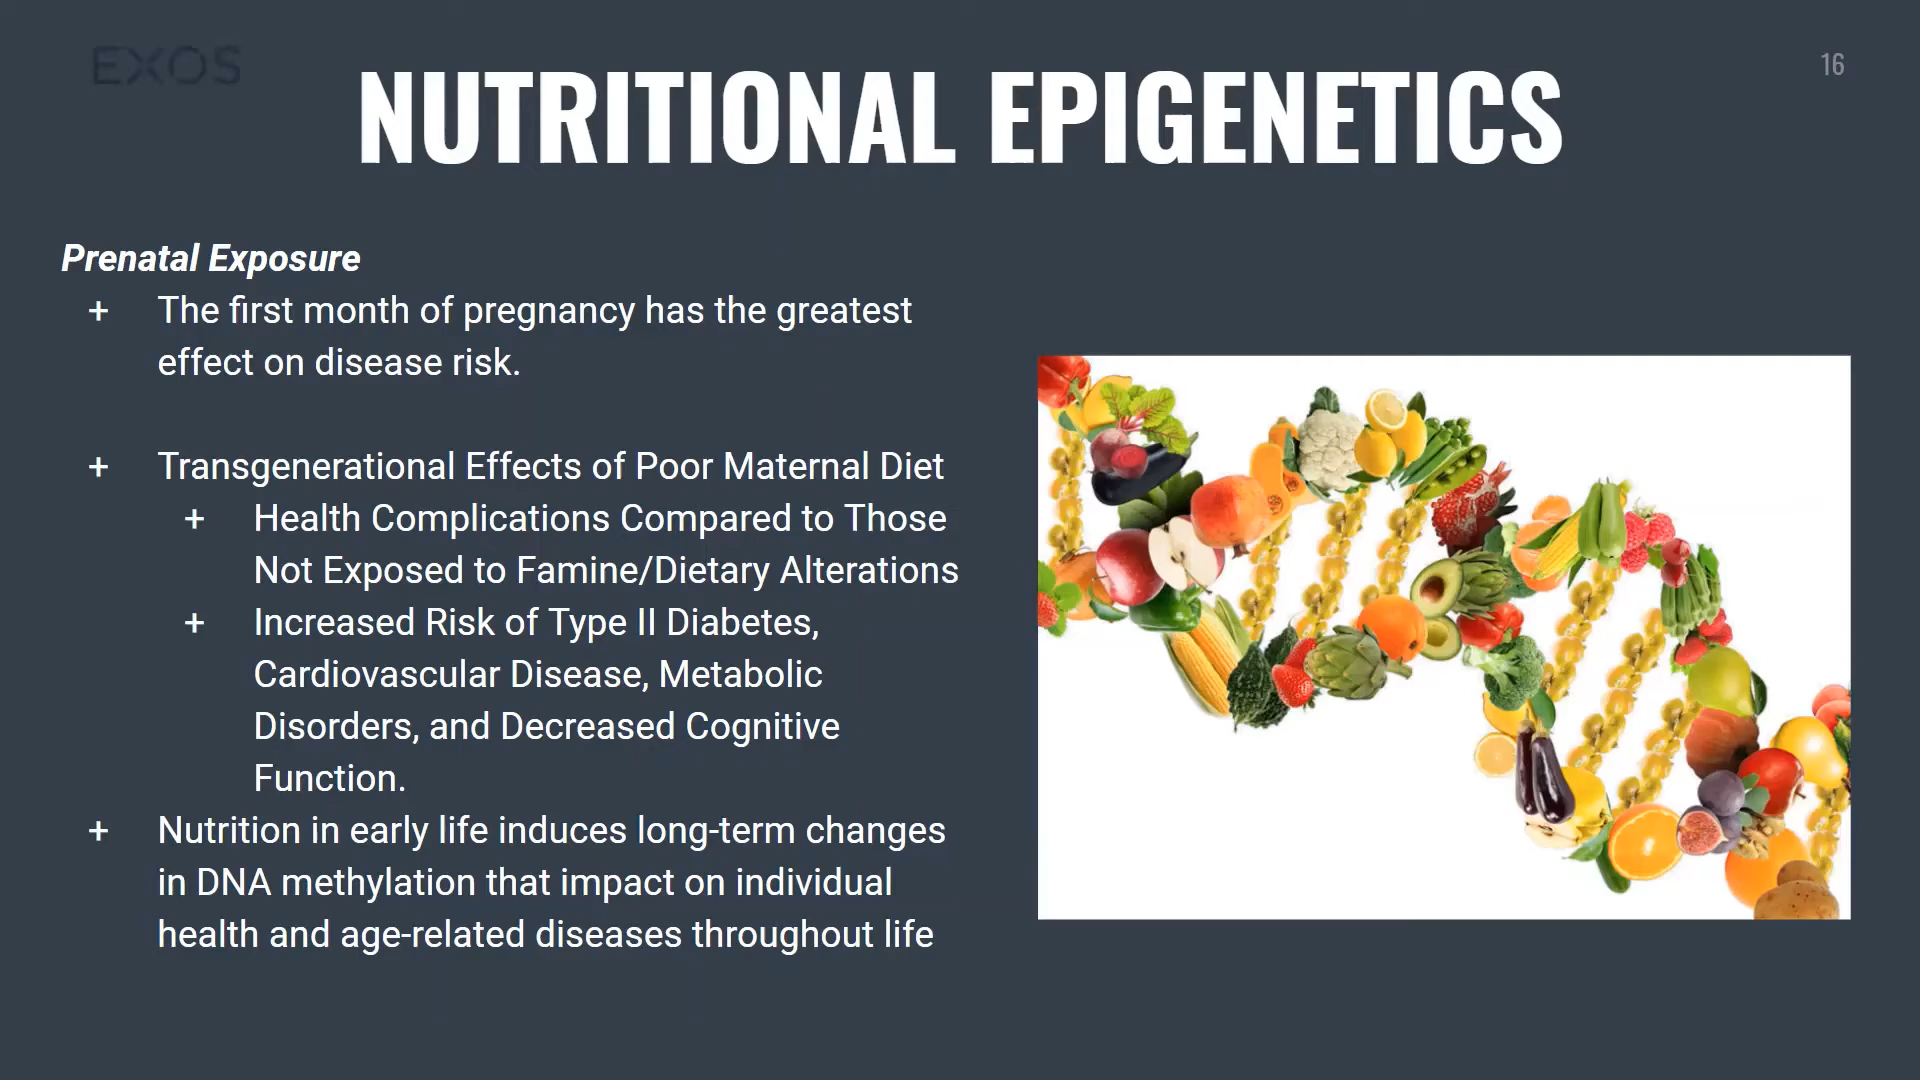 EXOS
16
NUTRITIONAL EPIGENETICS
Prenatal Exposure
+ The first month of pregnancy has the greatest
effect on disease risk.
+ Transgenerational Effects of Poor Maternal Diet
+ Health Complications Compared to Those
Not Exposed to Famine/Dietary Alterations
+ Increased Risk of Type II Diabetes,
Cardiovascular Disease, Metabolic
Disorders, and Decreased Cognitive
Function.
+ Nutrition in early life induces long-term changes
in DNA methylation that impact on individual
health and age-related diseases throughout life